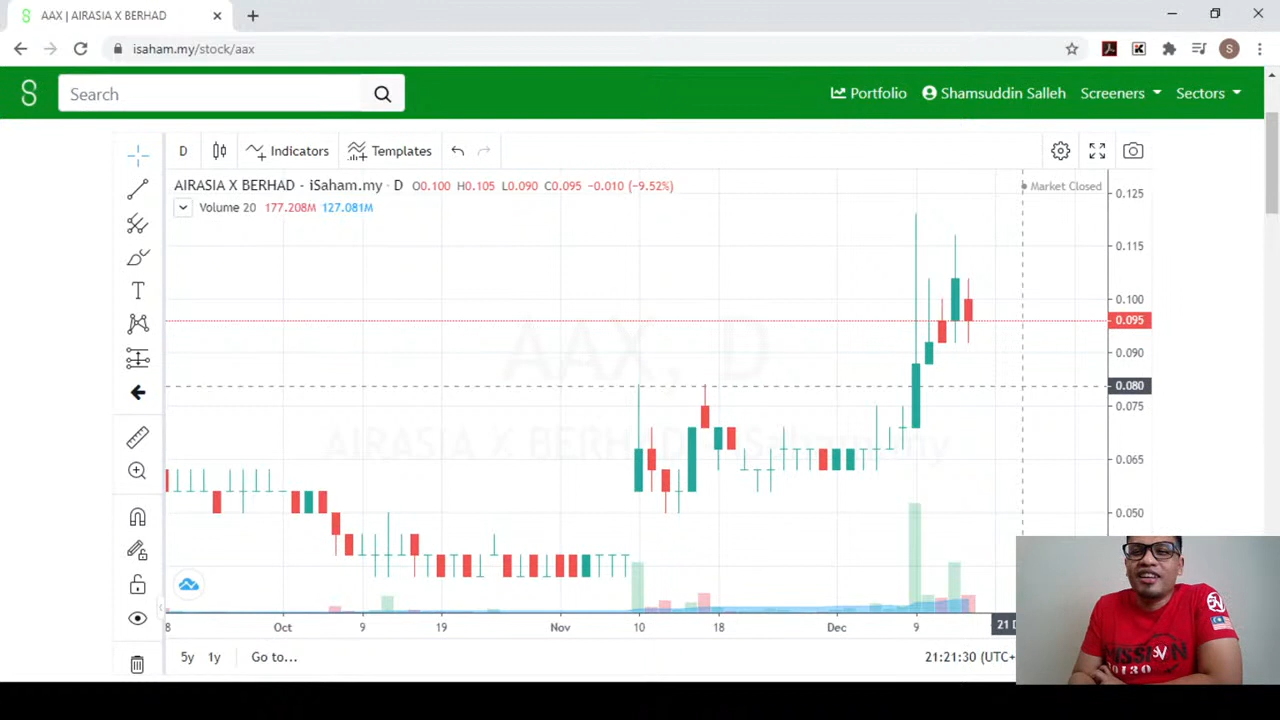 AAX | AIRASIA X BERHAD
isaham.my/stock/aax
S
Search
Portfolio
Shamsuddin Salleh
Screeners
Sectors
D
Indicators
Templates
AIRASIA X BERHAD - iSaham.my · D O0.100 H0.105 L0.090 C0.095 -0.010 (-9.52%)
Market Closed
Volume 20 177.208M 127.081M
0.125
0.115
0.100
0.095
0.090
0.080
0.075
0.065
0.050
AAX, D
AIRASIA X BERHAD
8
Oct
9
19
Nov
10
18
Dec
9
21 D
5y 1y Go to...
21:21:30 (UTC+